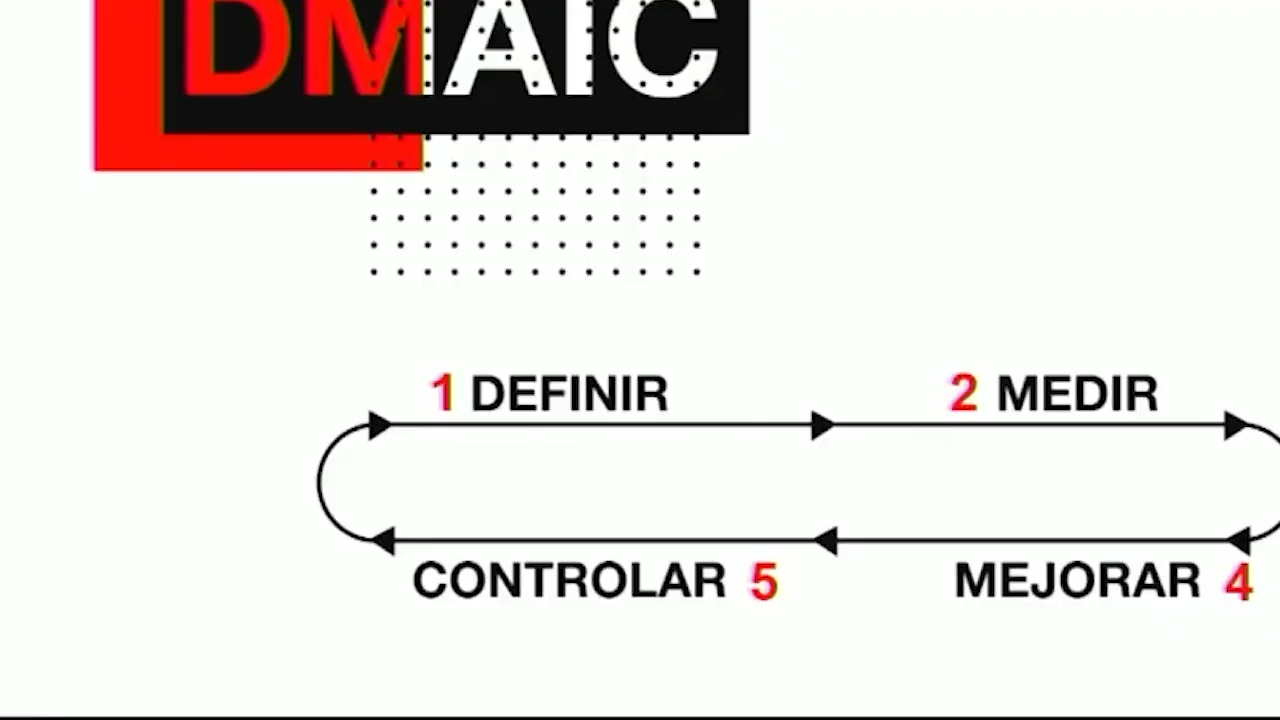 DMAIC
1 DEFINIR
2 MEDIR
CONTROLAR 5
MEJORAR 4